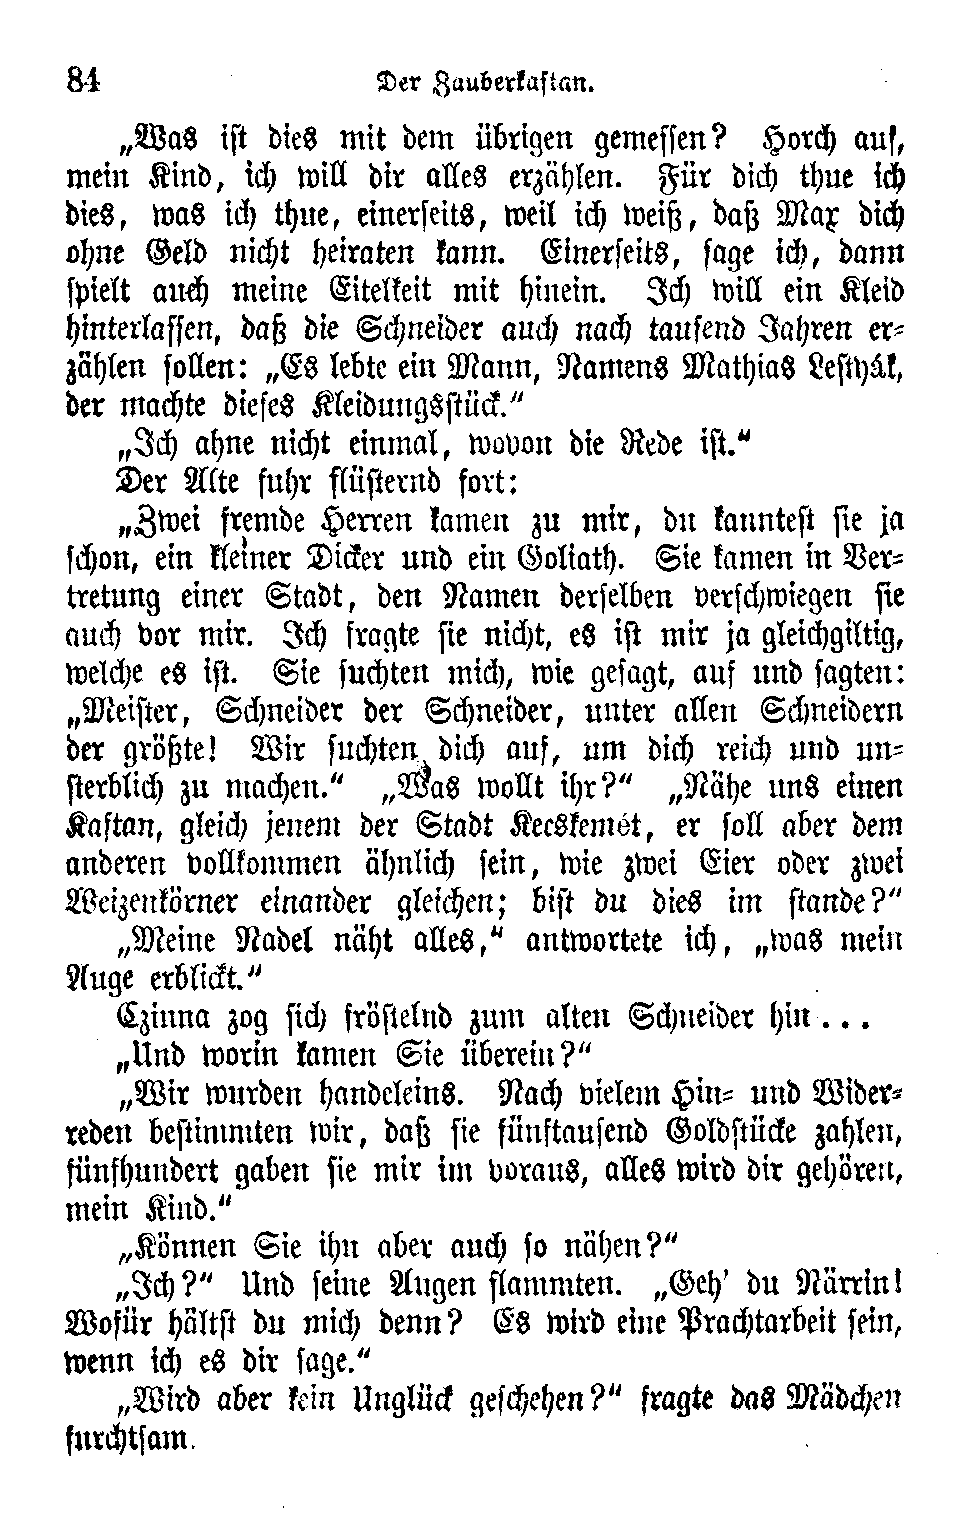 84 Der Zauberkaftan.
„Was ist dies mit dem übrigen gemessen? Horch auf,
mein Kind, ich will dir alles erzählen. Für dich thue ich
dies, was ich thue, einerseits, weil ich weiß, daß Max dich
ohne Geld nicht heiraten kann. Einerseits, sage ich, dann
spielt auch meine Eitelkeit mit hinein. Ich will ein Kleid
hinterlassen, daß die Schneider auch nach tausend Jahren er-
zählen sollen: „Es lebte ein Mann, Namens Mathias Lestyák,
der machte dieses Kleidungsstück.“
„Ich ahne nicht einmal, wovon die Rede ist.“
Der Alte fuhr flüsternd fort:
„Zwei fremde Herren kamen zu mir, du kanntest sie ja
schon, ein kleiner Dicker und ein Goliath. Sie kamen in Ver-
tretung einer Stadt, den Namen derselben verschwiegen sie
auch vor mir. Ich fragte sie nicht, es ist mir ja gleichgiltig,
welche es ist. Sie suchten mich, wie gesagt, auf und sagten:
„Meister, Schneider der Schneider, unter allen Schneidern
der größte! Wir suchten dich auf, um dich reich und un-
sterblich zu machen.“ „Was wollt ihr?“ „Nähe uns einen
Kaftan, gleich jenem der Stadt Kecskemét, er soll aber dem
anderen vollkommen ähnlich sein, wie zwei Eier oder zwei
Weizenkörner einander gleichen; bist du dies im stande?“
„Meine Nadel näht alles,“ antwortete ich, „was mein
Auge erblickt.“
Czinna zog sich fröstelnd zum alten Schneider hin . . .
„Und worin kamen Sie überein?“
„Wir wurden handeleins. Nach vielem Hin- und Wider-
reden bestimmten wir, daß sie fünftausend Goldstücke zahlen,
fünfhundert gaben sie mir im voraus, alles wird dir gehören,
mein Kind.“
„Können Sie ihn aber auch so nähen?“
„Ich?“ Und seine Augen flammten. „Geh’ du Närrin!
Wofür hältst du mich denn? Es wird eine Prachtarbeit sein,
wenn ich es dir sage.“
„Wird aber kein Unglück geschehen?“ fragte das Mädchen
furchtsam.